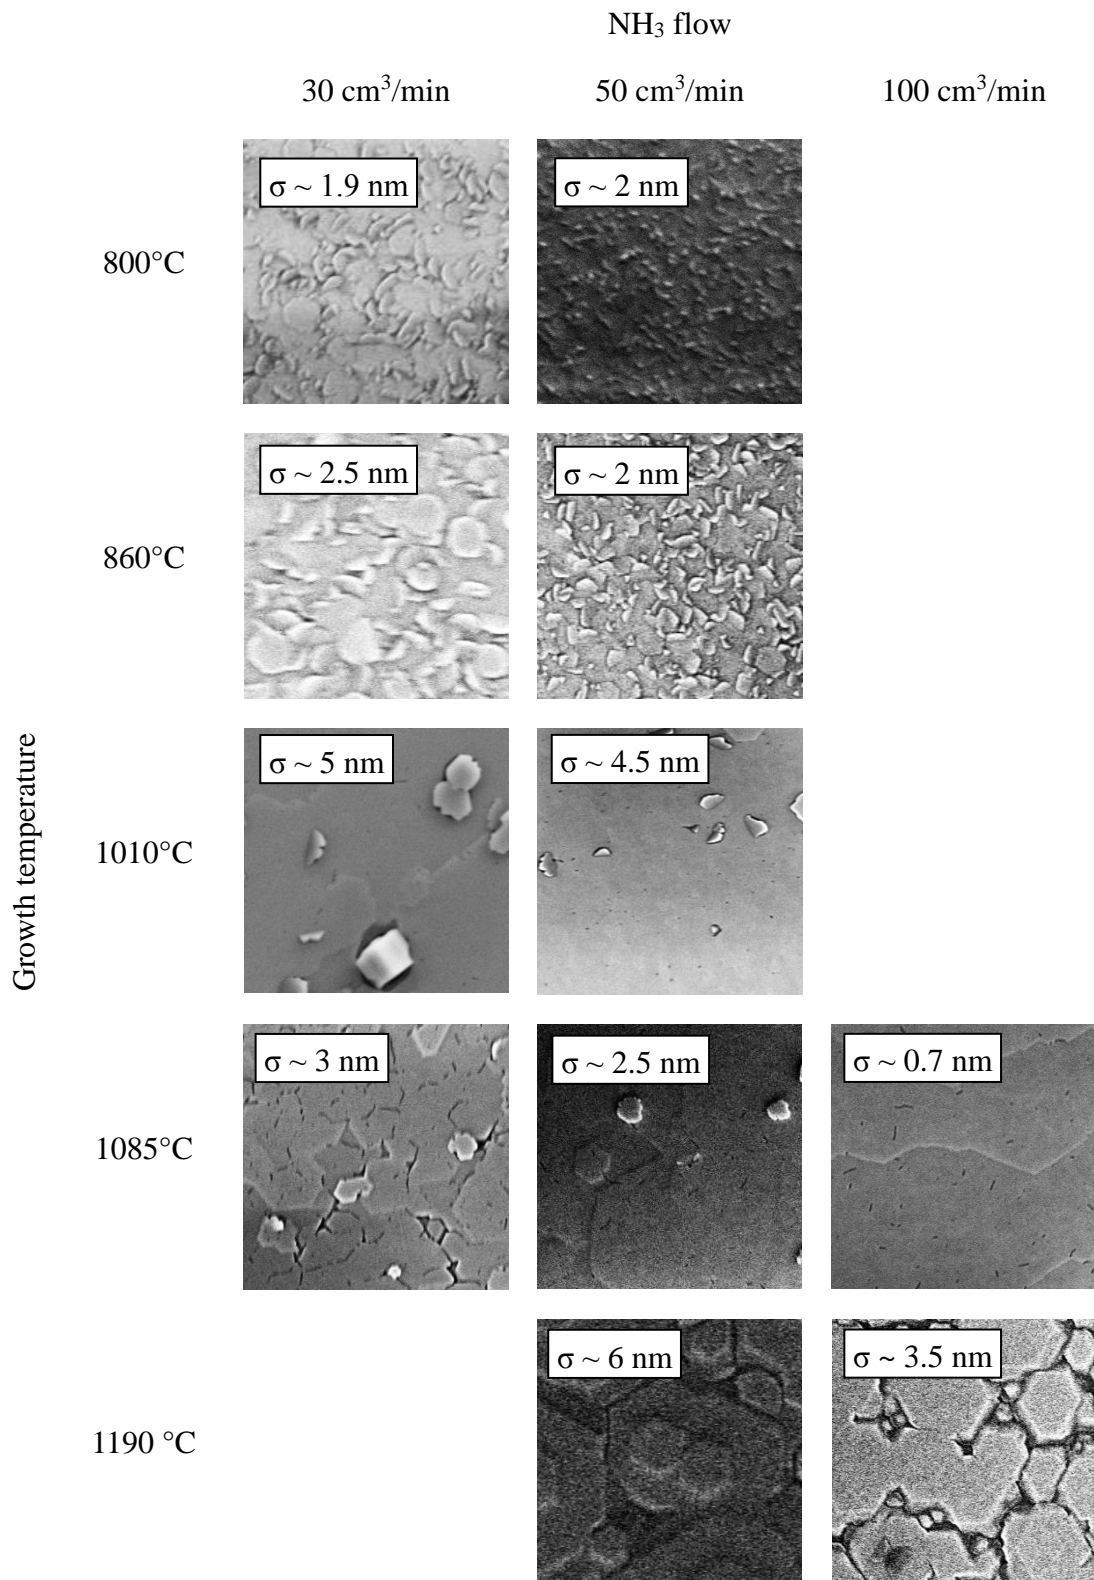 NH₃ flow
30 cm³/min 50 cm³/min 100 cm³/min
Growth temperature
800°C
σ ~ 1.9 nm
σ ~ 2 nm
860°C
σ ~ 2.5 nm
σ ~ 2 nm
1010°C
σ ~ 5 nm
σ ~ 4.5 nm
1085°C
σ ~ 3 nm
σ ~ 2.5 nm
σ ~ 0.7 nm
1190 °C
σ ~ 6 nm
σ ~ 3.5 nm